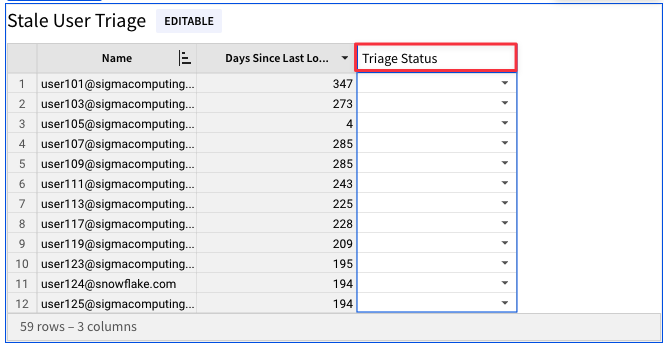 Stale User Triage EDITABLE
Name Days Since Last Lo... Triage Status
1 user101@sigmacomputing... 347
2 user103@sigmacomputing... 273
3 user105@sigmacomputing... 4
4 user107@sigmacomputing... 285
5 user109@sigmacomputing... 285
6 user111@sigmacomputing... 243
7 user113@sigmacomputing... 225
8 user117@sigmacomputing... 228
9 user119@sigmacomputing... 209
10 user123@sigmacomputing... 195
11 user124@snowflake.com 194
12 user125@sigmacomputing... 194
59 rows – 3 columns